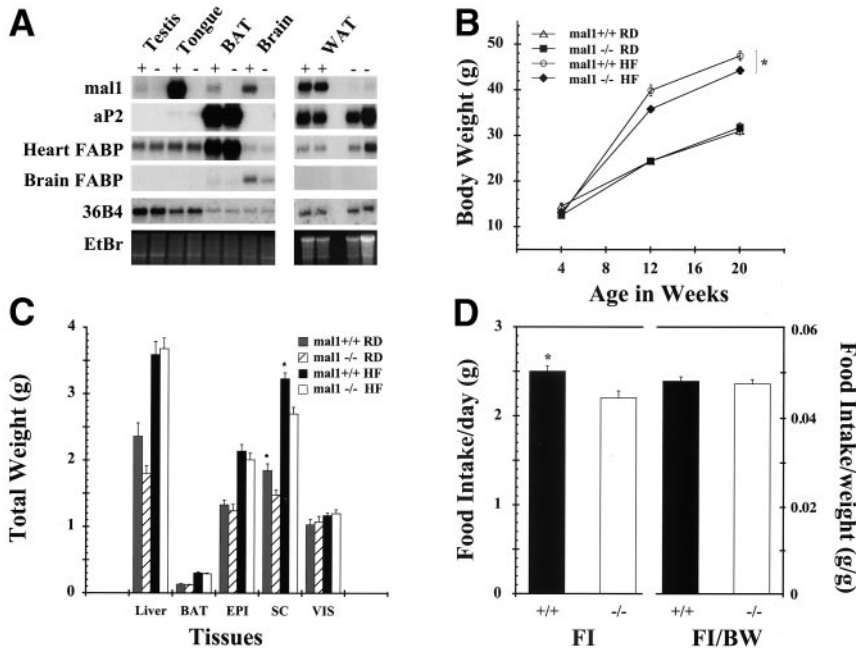 A
Testis Tongue BAT Brain WAT
+ - + - + - + - + + - -
mal1
aP2
Heart FABP
Brain FABP
36B4
EtBr
B
mal1+/+ RD
mal1 -/- RD
mal1+/+ HF
mal1 -/- HF
*
50
40
30
20
10
Body Weight (g)
4 8 12 16 20
Age in Weeks
C
mal1+/+ RD
mal1 -/- RD
mal1+/+ HF
mal1 -/- HF
4
3
2
1
0
* *
Total Weight (g)
Liver BAT EPI SC VIS
Tissues
D
3
2
1
0
Food Intake/day (g)
*
0.06
0.04
0.02
0.00
Food Intake/weight (g/g)
+/+ -/- +/+ -/-
FI FI/BW